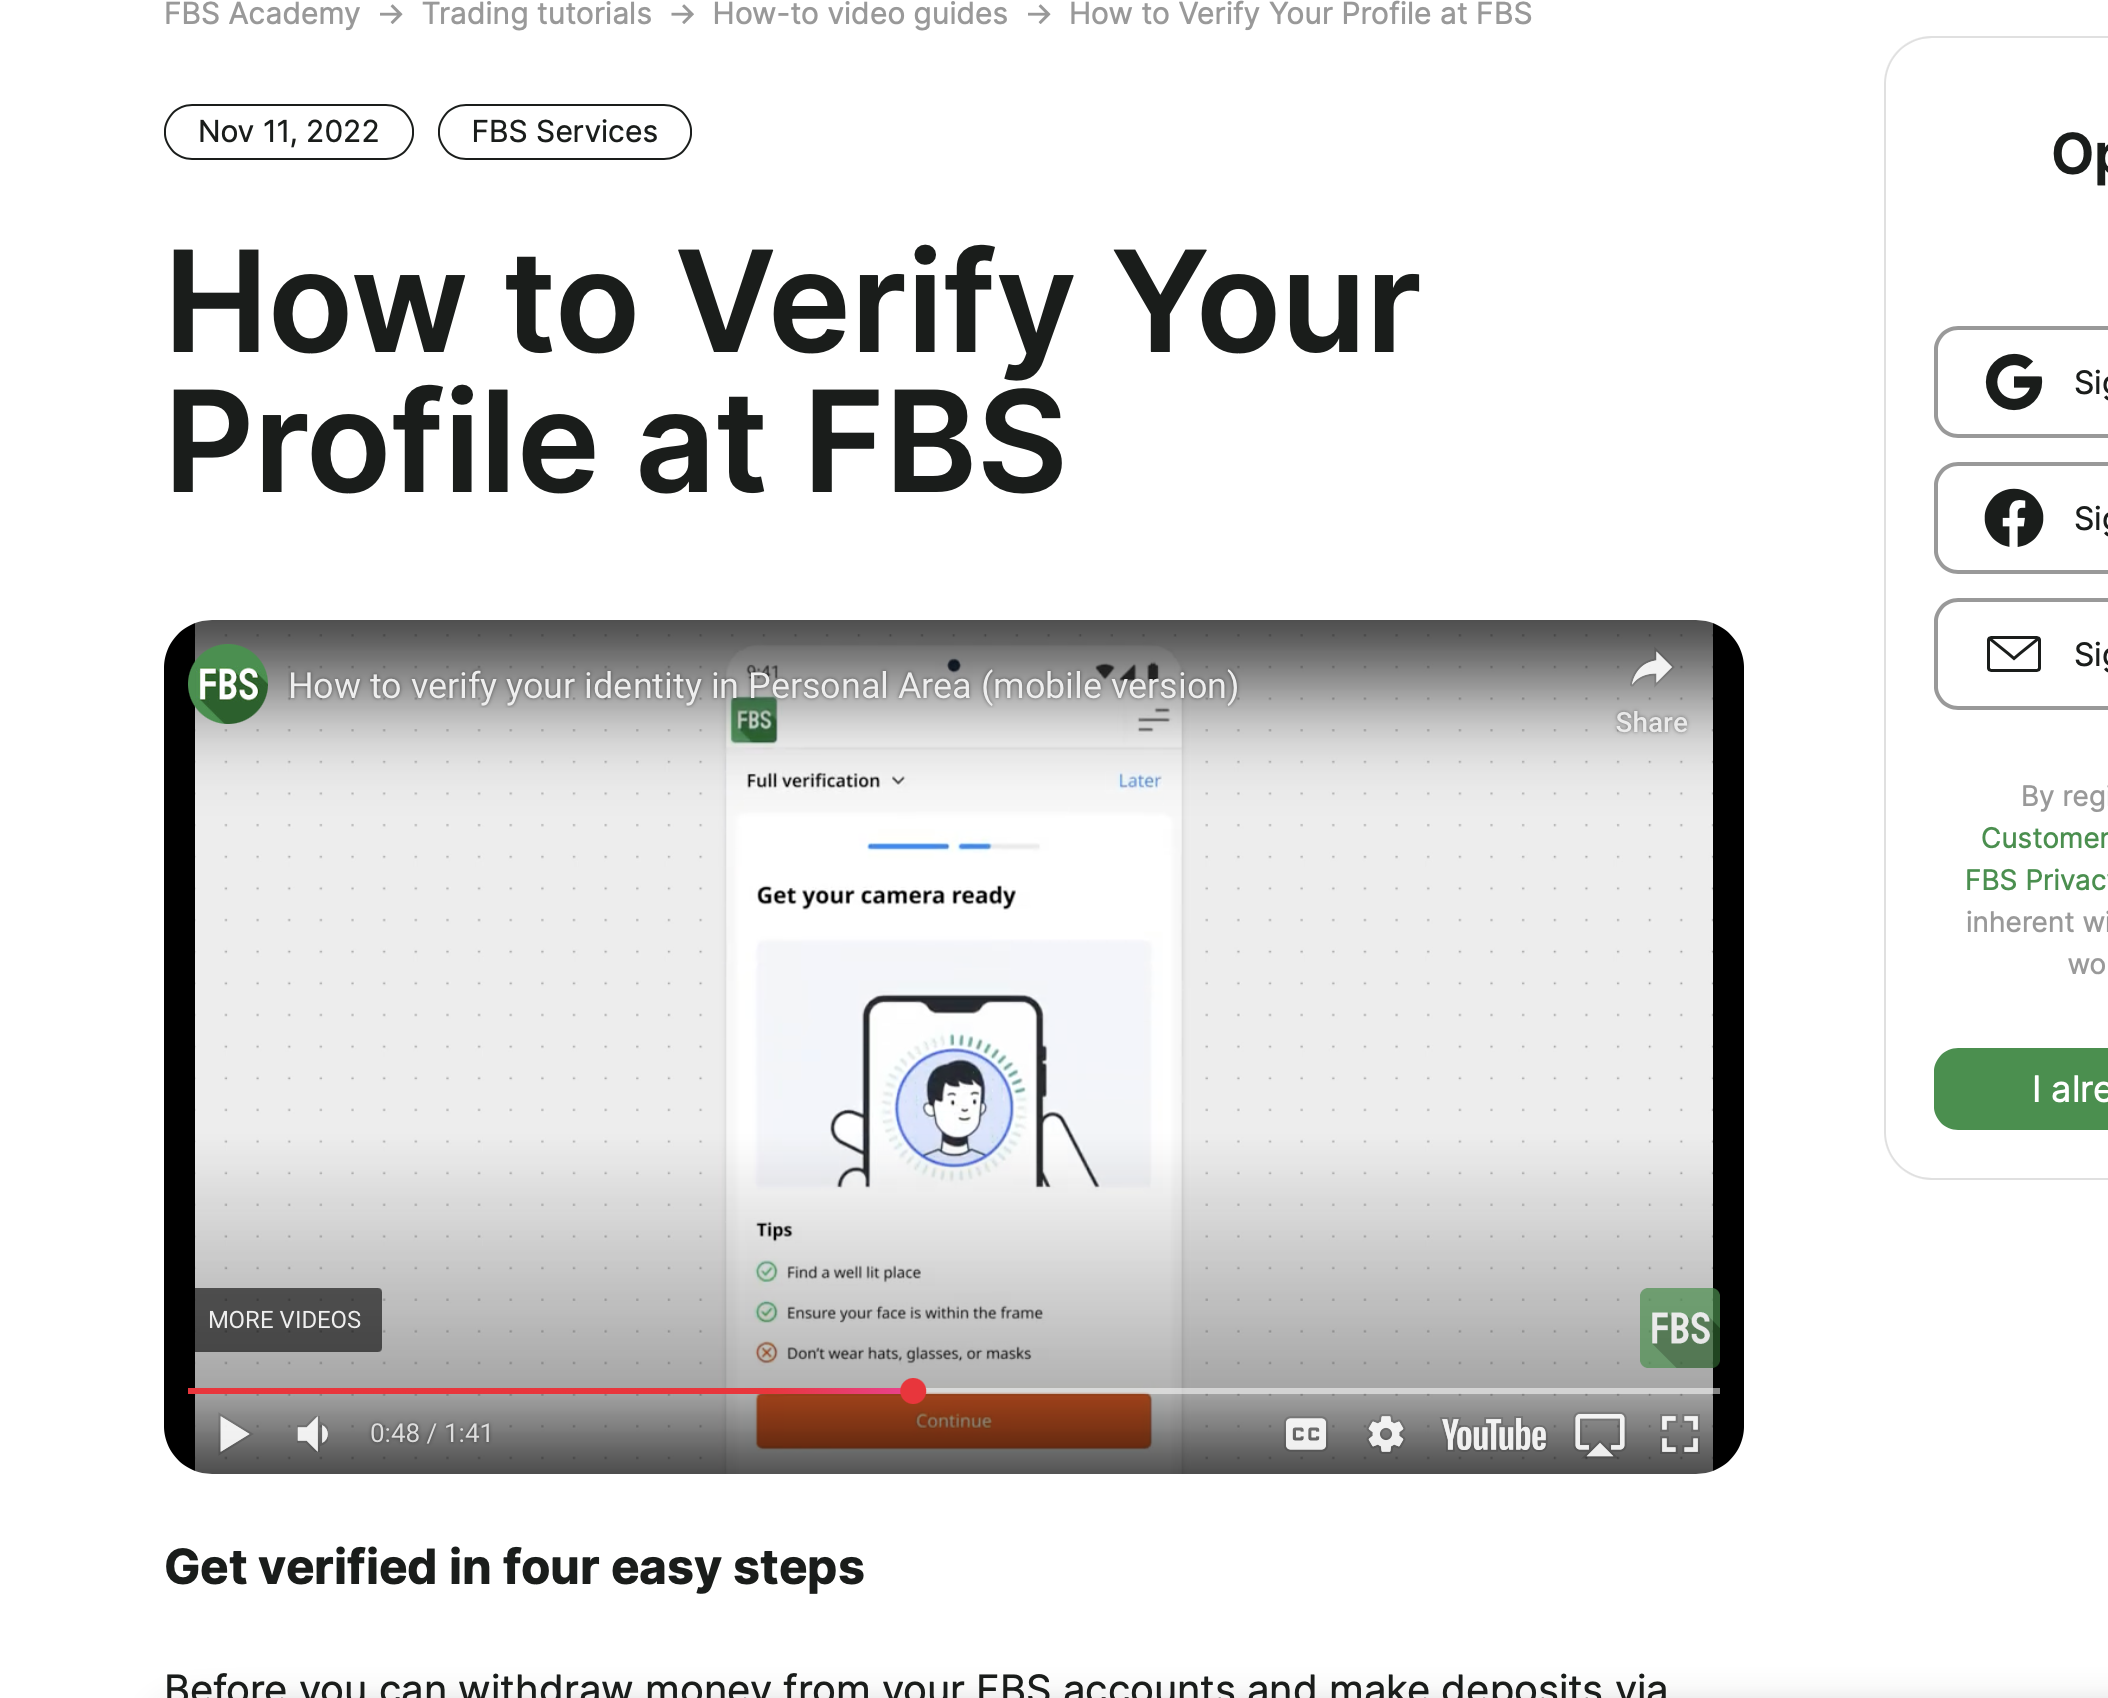 FBS Academy → Trading tutorials → How-to video guides → How to Verify Your Profile at FBS
Nov 11, 2022
FBS Services
How to Verify Your
Profile at FBS
FBS
How to verify your identity in Personal Area (mobile version)
Share
9:41
FBS
Full verification
Later
Get your camera ready
Tips
Find a well lit place
Ensure your face is within the frame
Don't wear hats, glasses, or masks
Continue
MORE VIDEOS
FBS
0:48 / 1:41
CC
YouTube
Get verified in four easy steps
Before you can withdraw money from your FBS accounts and make deposits via
Op
G Sig
Sig
Sig
By regi
Customer
FBS Privac
inherent wi
wo
I alre